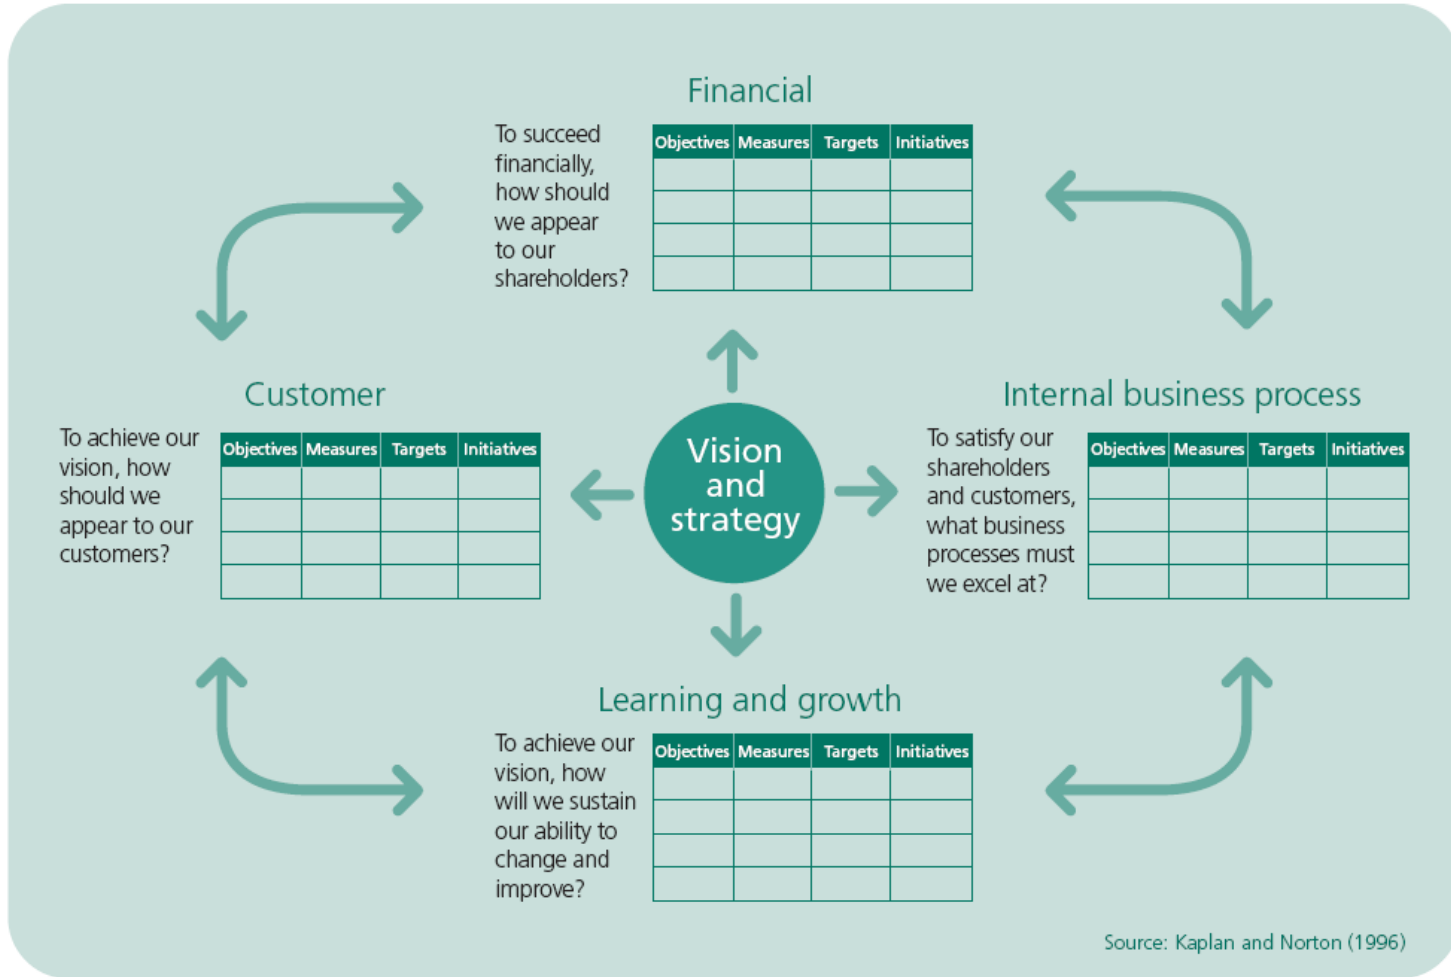 Financial
To succeed
financially,
how should
we appear
to our
shareholders?
Objectives Measures Targets Initiatives
Customer
To achieve our
vision, how
should we
appear to our
customers?
Objectives Measures Targets Initiatives
Vision
and
strategy
Internal business process
To satisfy our
shareholders
and customers,
what business
processes must
we excel at?
Objectives Measures Targets Initiatives
Learning and growth
To achieve our
vision, how
will we sustain
our ability to
change and
improve?
Objectives Measures Targets Initiatives
Source: Kaplan and Norton (1996)